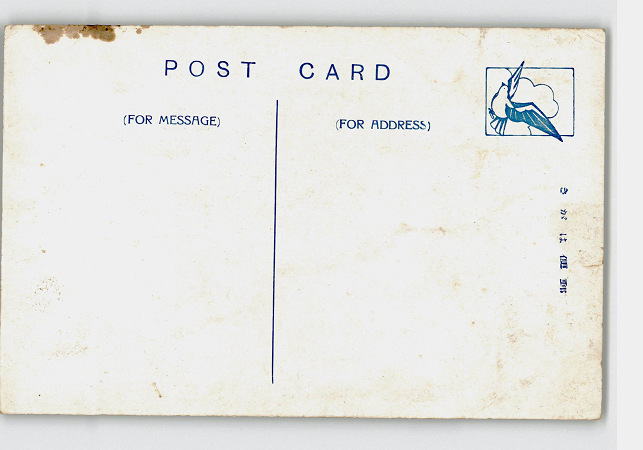 POST CARD
(FOR MESSAGE)
(FOR ADDRESS)